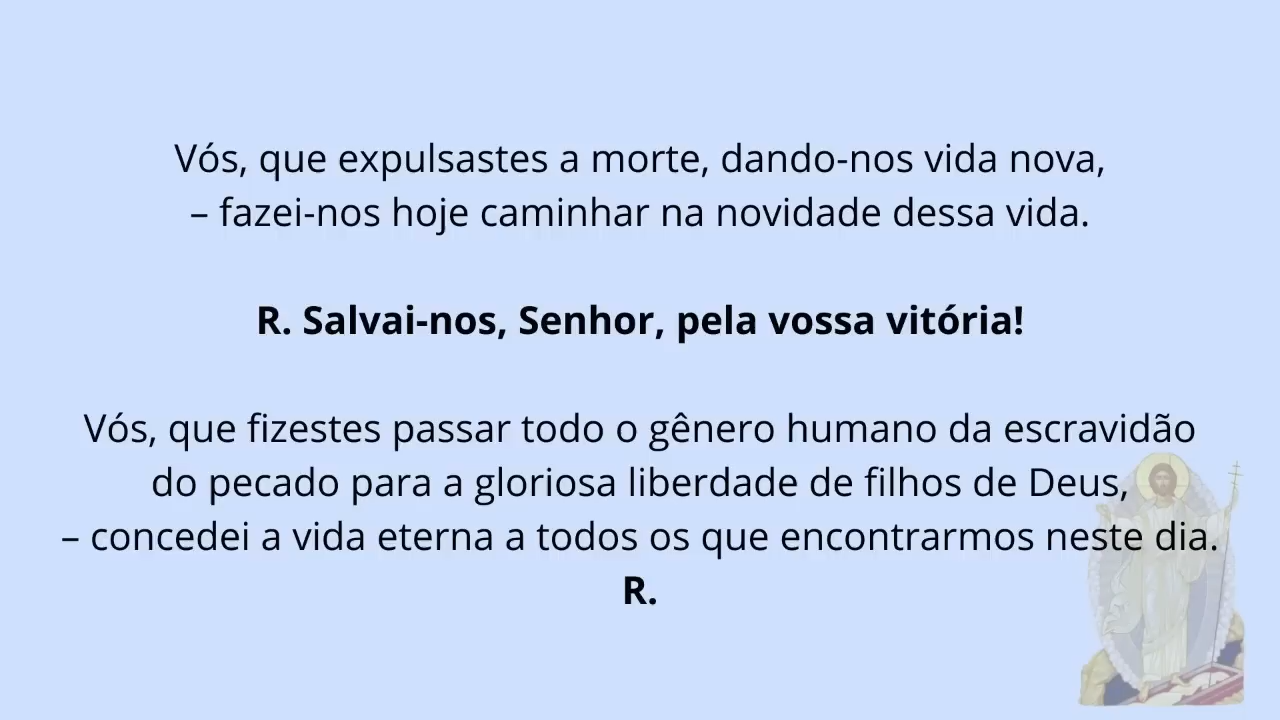 Vós, que expulsastes a morte, dando-nos vida nova,
– fazei-nos hoje caminhar na novidade dessa vida.
R. Salvai-nos, Senhor, pela vossa vitória!
Vós, que fizestes passar todo o gênero humano da escravidão
do pecado para a gloriosa liberdade de filhos de Deus,
– concedei a vida eterna a todos os que encontrarmos neste dia.
R.